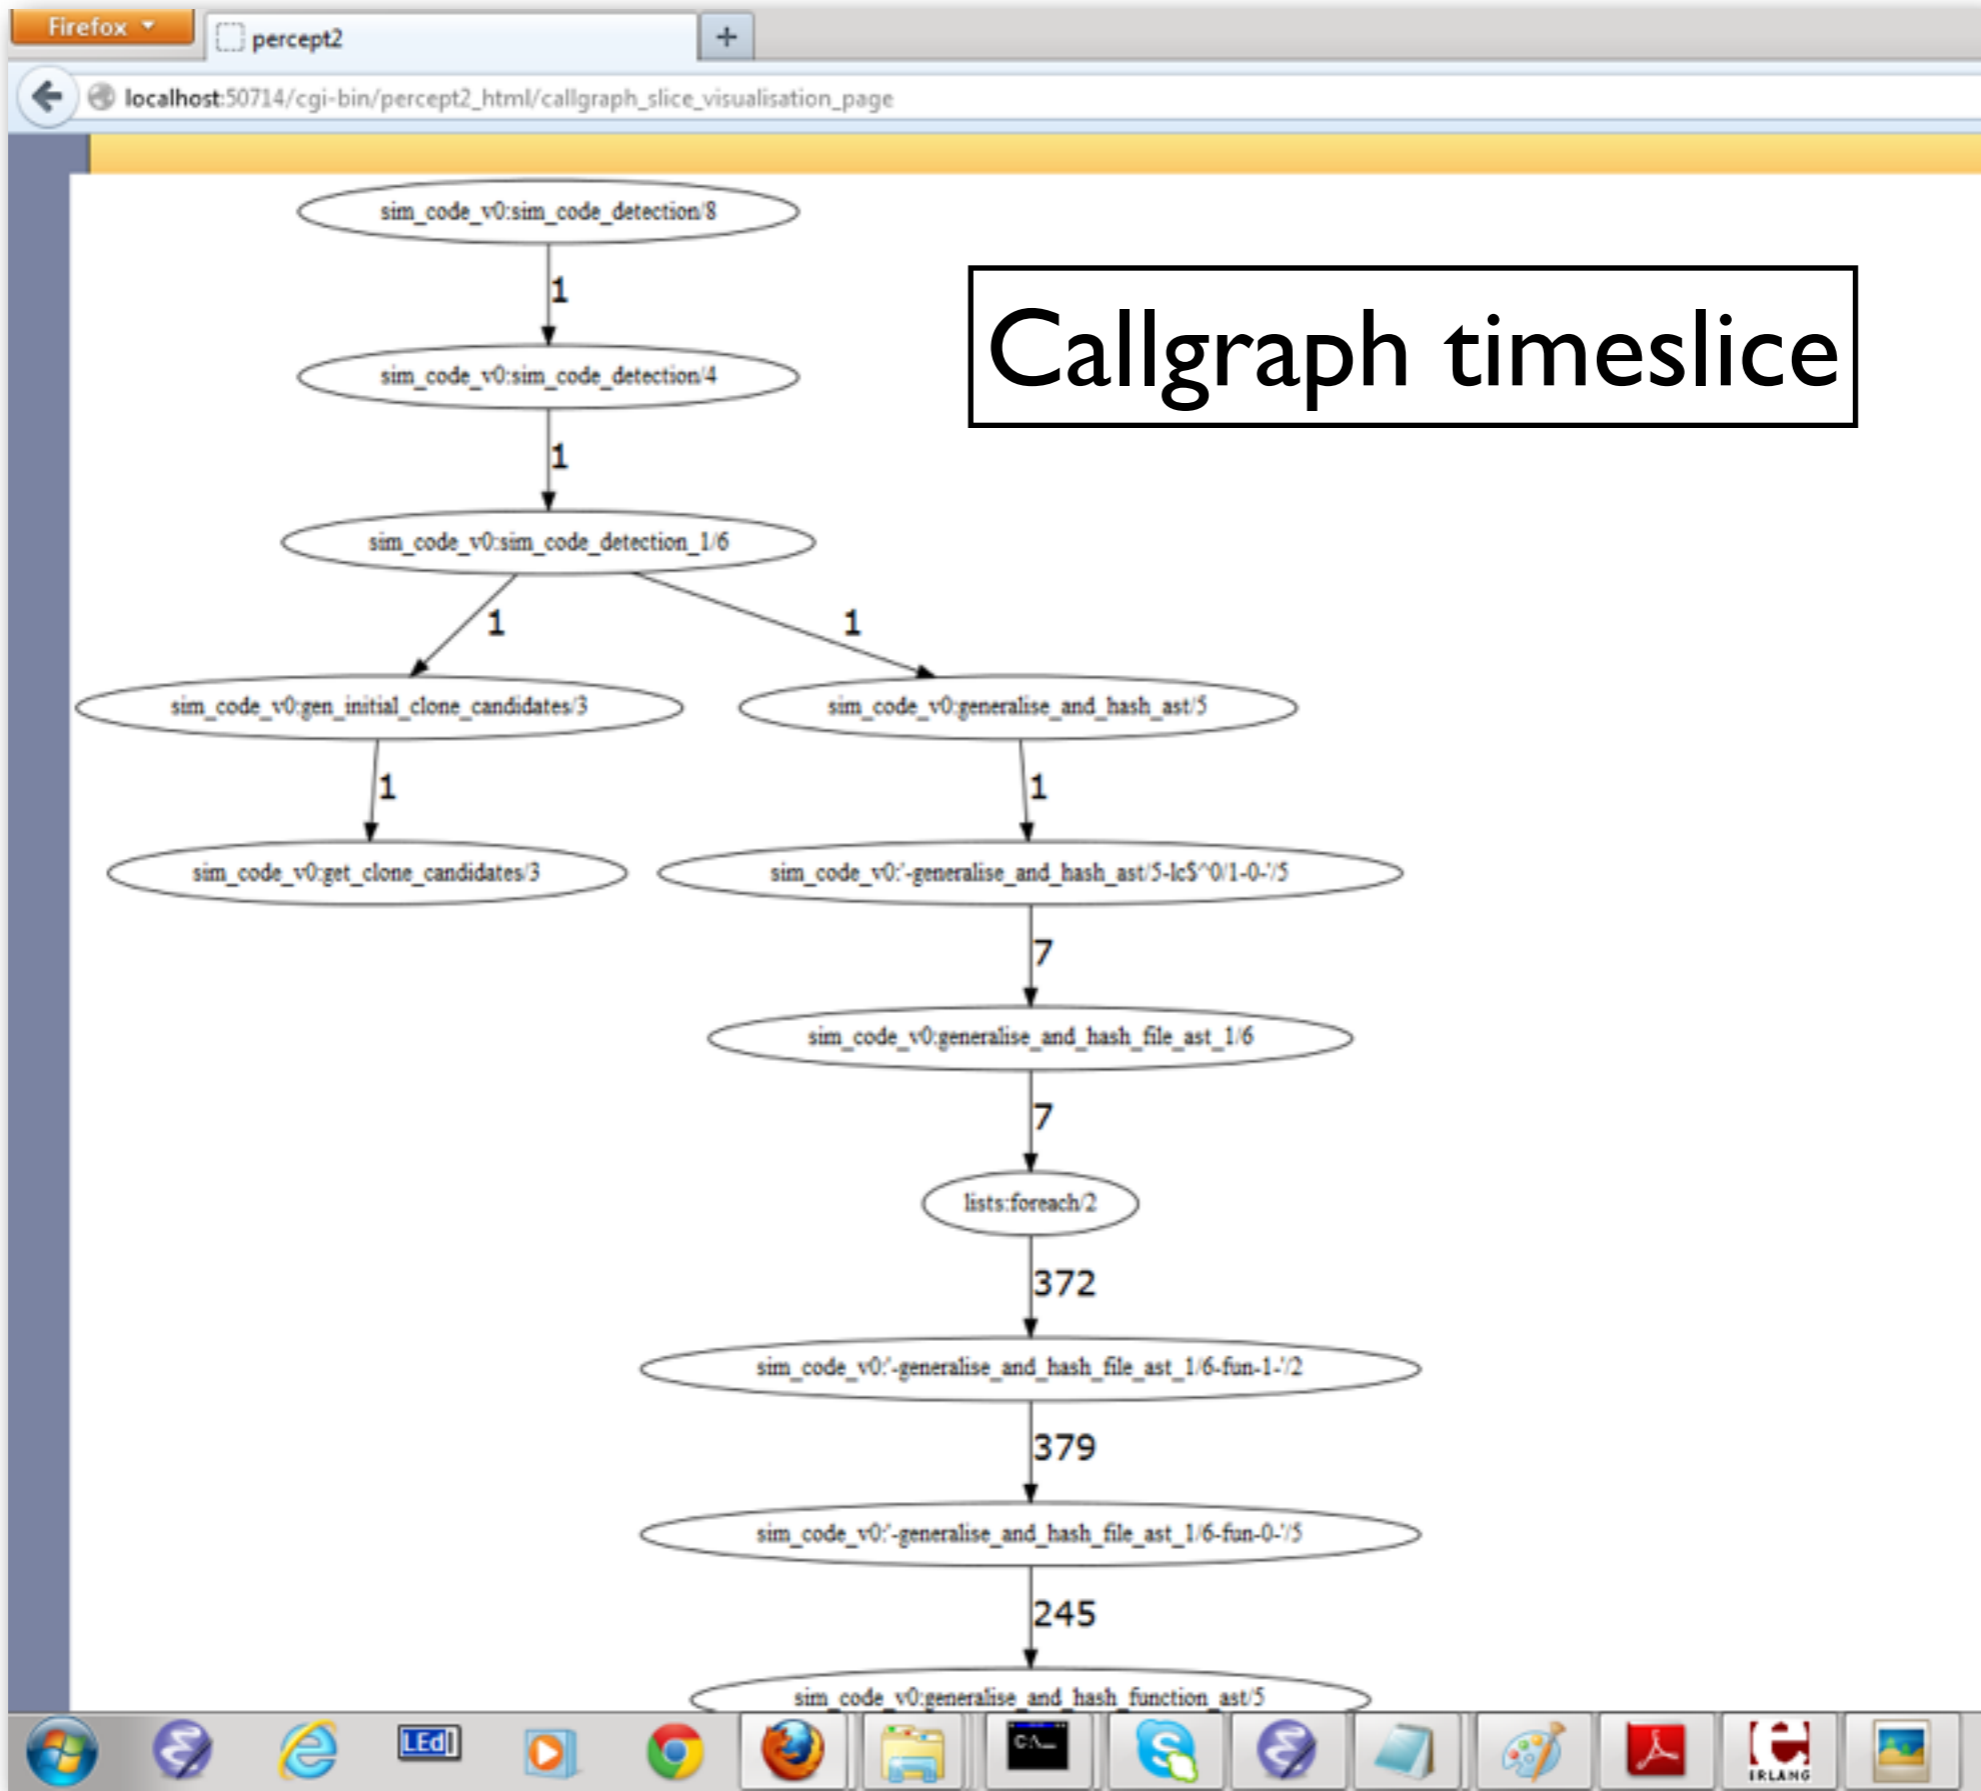 Firefox
percept2
+
localhost:50714/cgi-bin/percept2_html/callgraph_slice_visualisation_page
sim_code_v0:sim_code_detection/8
1
Callgraph timeslice
sim_code_v0:sim_code_detection/4
1
sim_code_v0:sim_code_detection_1/6
1 1
sim_code_v0:gen_initial_clone_candidates/3 sim_code_v0:generalise_and_hash_ast/5
1 1
sim_code_v0:get_clone_candidates/3 sim_code_v0:'-generalise_and_hash_ast/5-lc$^0/1-0-'/5
7
sim_code_v0:generalise_and_hash_file_ast_1/6
7
lists:foreach/2
372
sim_code_v0:'-generalise_and_hash_file_ast_1/6-fun-1-'/2
379
sim_code_v0:'-generalise_and_hash_file_ast_1/6-fun-0-'/5
245
sim_code_v0:generalise_and_hash_function_ast/5
LEd C:\_ ERLANG